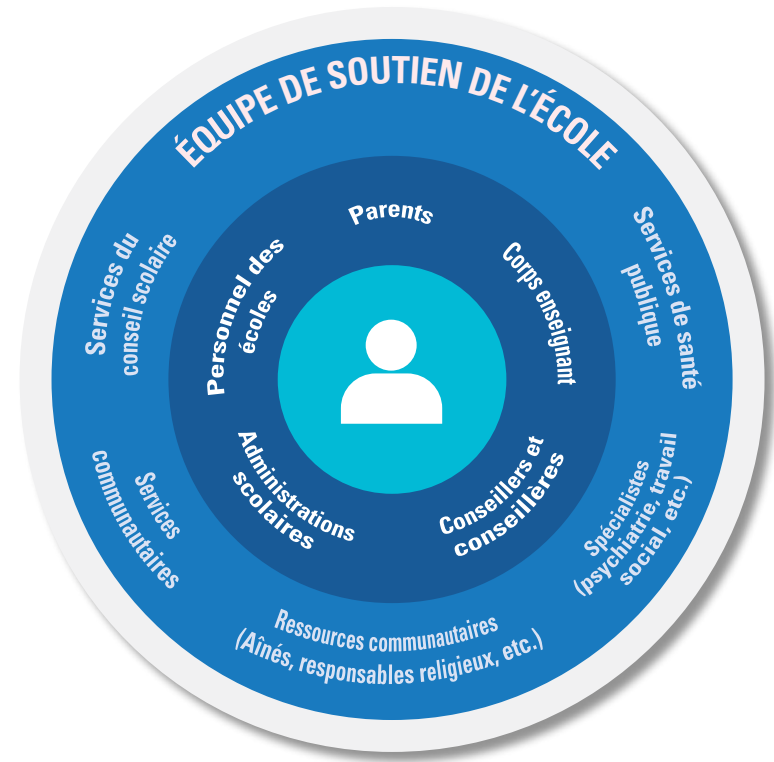 ÉQUIPE DE SOUTIEN DE L'ÉCOLE
Parents
Corps enseignant
Conseillers et
conseillères
Administrations
scolaires
Personnel des
écoles
Services de santé
publique
Spécialistes
(psychiatrie, travail
social, etc.)
Ressources communautaires
(Aînés, responsables religieux, etc.)
Services
communautaires
Services du
conseil scolaire